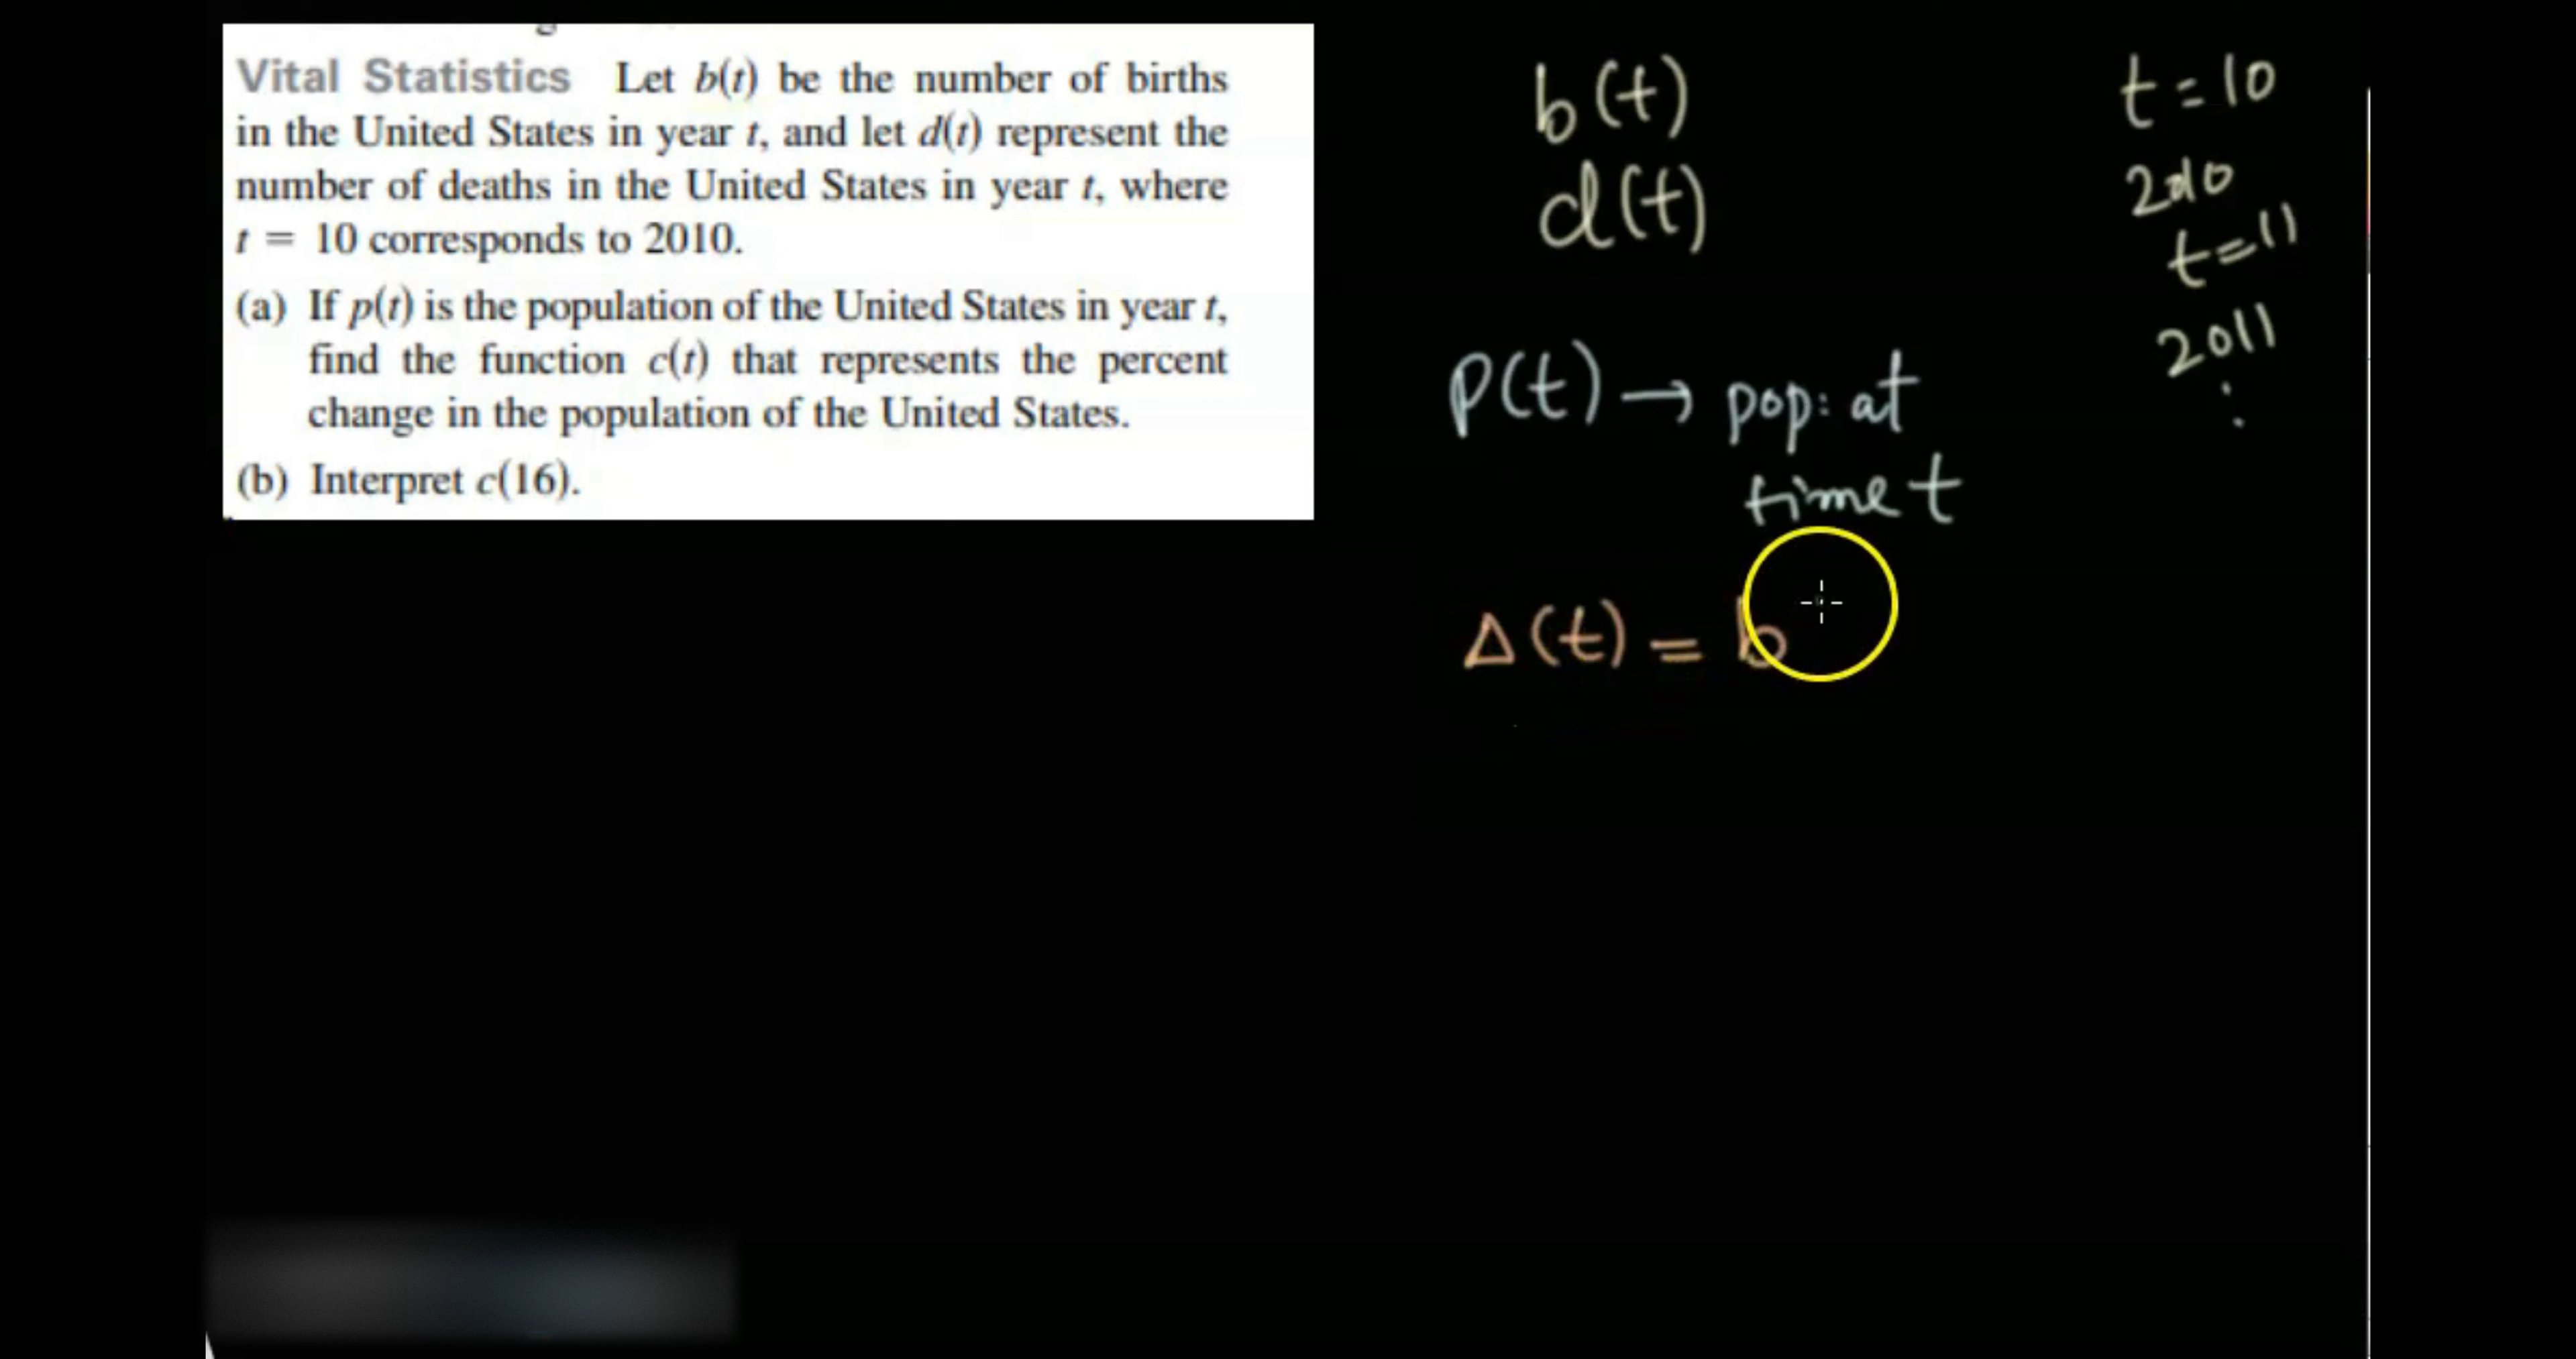 Vital Statistics Let b(t) be the number of births
in the United States in year t, and let d(t) represent the
number of deaths in the United States in year t, where
t = 10 corresponds to 2010.
(a) If p(t) is the population of the United States in year t,
find the function c(t) that represents the percent
change in the population of the United States.
(b) Interpret c(16).
b(t)
d(t)
P(t) → pop: at
time t
Δ(t) = b
t=10
2010
t=11
2011
: